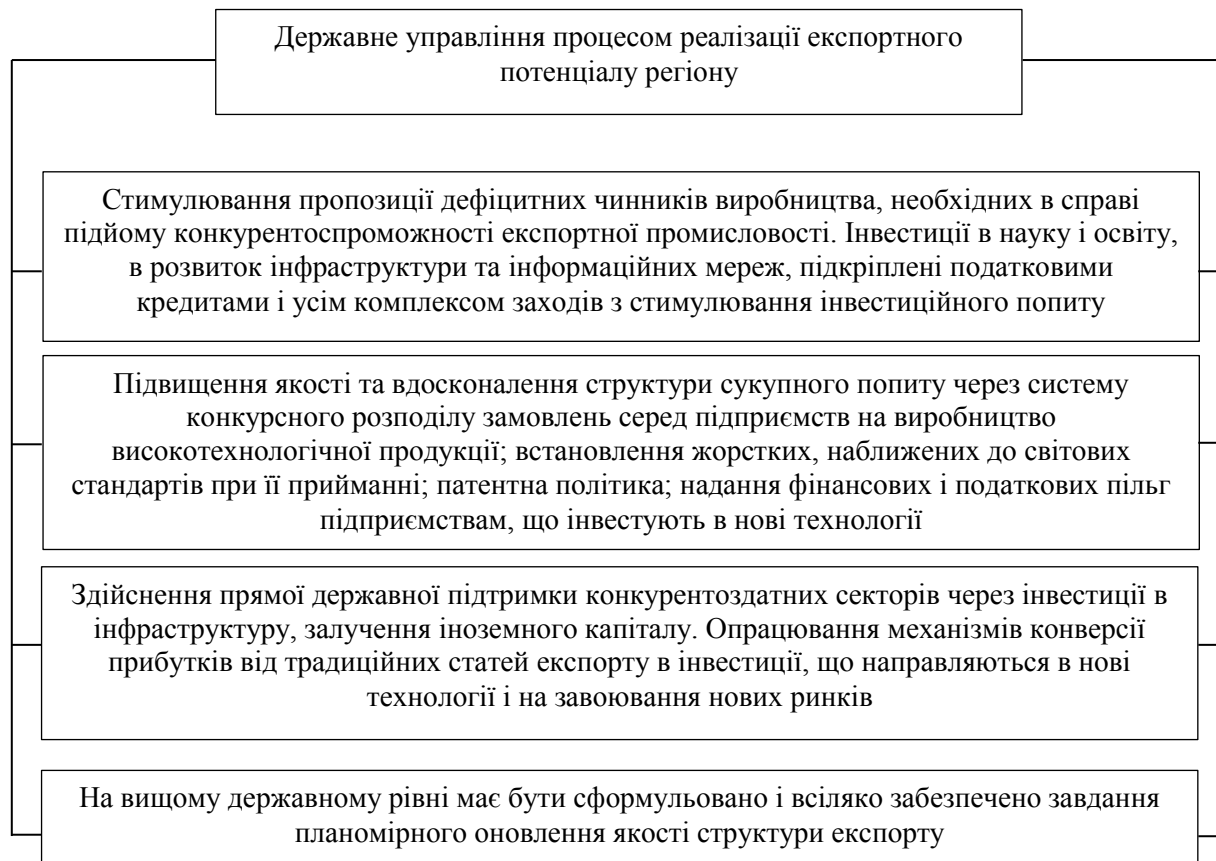 Державне управління процесом реалізації експортного
потенціалу регіону
Стимулювання пропозиції дефіцитних чинників виробництва, необхідних в справі
підйому конкурентоспроможності експортної промисловості. Інвестиції в науку і освіту,
в розвиток інфраструктури та інформаційних мереж, підкріплені податковими
кредитами і усім комплексом заходів з стимулювання інвестиційного попиту
Підвищення якості та вдосконалення структури сукупного попиту через систему
конкурсного розподілу замовлень серед підприємств на виробництво
високотехнологічної продукції; встановлення жорстких, наближених до світових
стандартів при її прийманні; патентна політика; надання фінансових і податкових пільг
підприємствам, що інвестують в нові технології
Здійснення прямої державної підтримки конкурентоздатних секторів через інвестиції в
інфраструктуру, залучення іноземного капіталу. Опрацювання механізмів конверсії
прибутків від традиційних статей експорту в інвестиції, що направляються в нові
технології і на завоювання нових ринків
На вищому державному рівні має бути сформульовано і всіляко забезпечено завдання
планомірного оновлення якості структури експорту